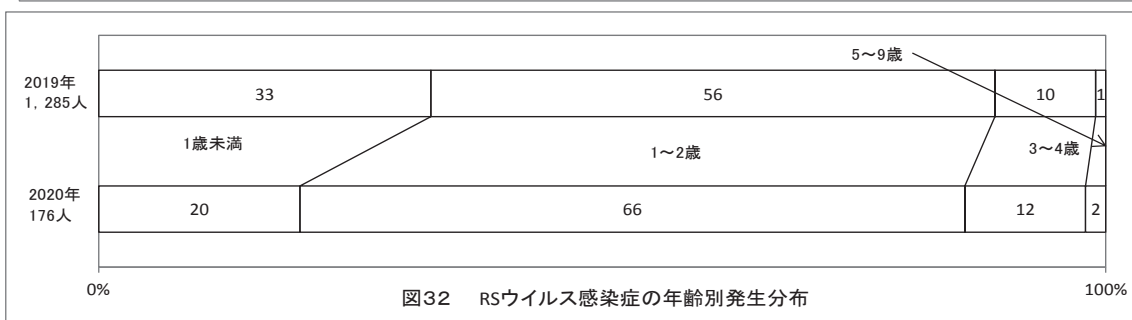 5～9歳
2019年
1，285人
33
56
10
1
1歳未満
1～2歳
3～4歳
2020年
176人
20
66
12
2
0%
図32　RSウイルス感染症の年齢別発生分布
100%